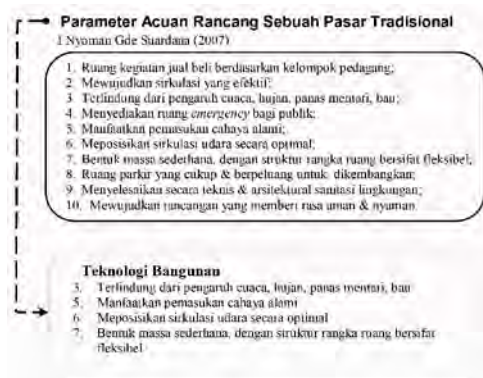 Parameter Acuan Rancang Sebuah Pasar Tradisional
I Nyoman Gde Suardana (2007)
1. Ruang kegiatan jual beli berdasarkan kelompok pedagang;
2. Mewujudkan sirkulasi yang efektif;
3 Terlindung dari pengaruh cuaca, hujan, panas mentari, bau;
4. Menyediakan ruang emergency bagi publik;
5. Manfaatkan pemasukan cahaya alami;
6. Meposisikan sirkulasi udara secara optimal;
7. Bentuk massa sederhana, dengan struktur rangka ruang bersifat fleksibel;
8. Ruang parkir yang cukup & berpeluang untuk dikembangkan;
9. Menyelesaikan secara teknis & arsitektural sanitasi lingkungan;
10. Mewujudkan rancangan yang memberi rasa aman & nyaman.
Teknologi Bangunan
3. Terlindung dari pengaruh cuaca, hujan, panas mentari, bau
5. Manfaatkan pemasukan cahaya alami
6. Meposisikan sirkulasi udara secara optimal
7. Bentuk massa sederhana, dengan struktur rangka ruang bersifat
fleksibel